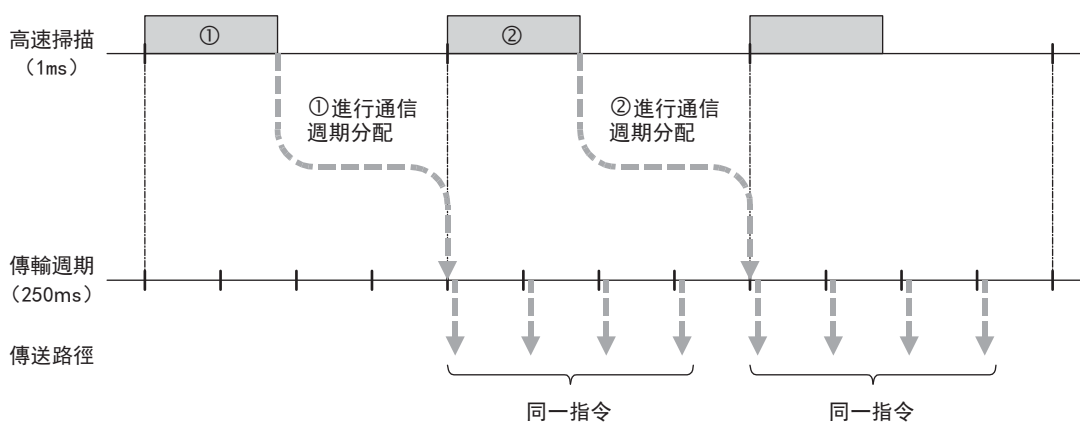 高速掃描
（1ms）
①
②
①進行通信
週期分配
②進行通信
週期分配
傳輸週期
（250ms）
傳送路徑
同一指令
同一指令